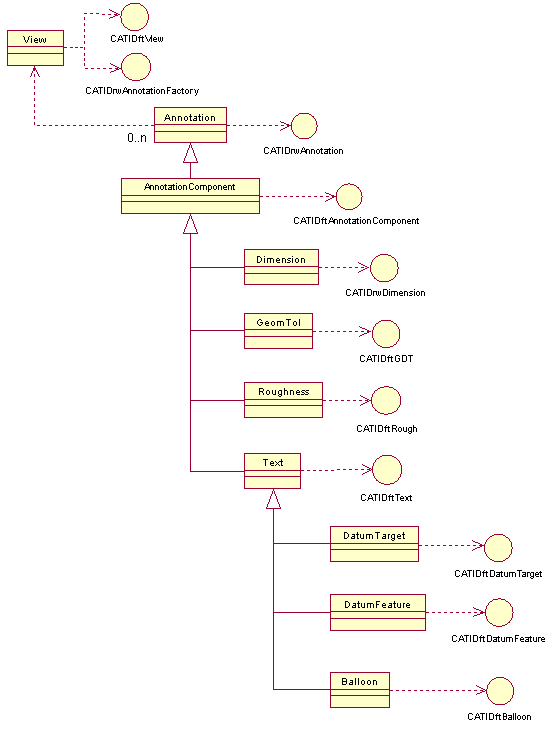 View
CATIDftView
CATIDrwAnnotationFactory
Annotation
0..n
CATIDrwAnnotation
AnnotationComponent
CATIDftAnnotationComponent
Dimension
CATIDrwDimension
GeomTol
CATIDftGDT
Roughness
CATIDftRough
Text
CATIDftText
DatumTarget
CATIDftDatumTarget
DatumFeature
CATIDftDatumFeature
Balloon
CATIDftBalloon